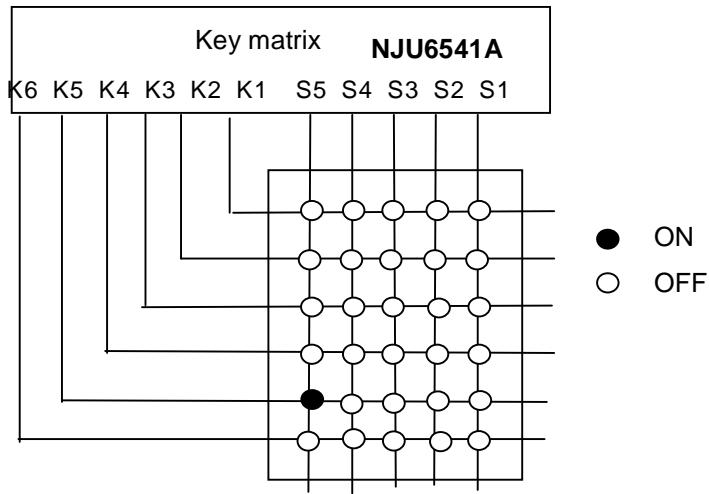 Key matrix NJU6541A
K6 K5 K4 K3 K2 K1 S5 S4 S3 S2 S1
ON
OFF